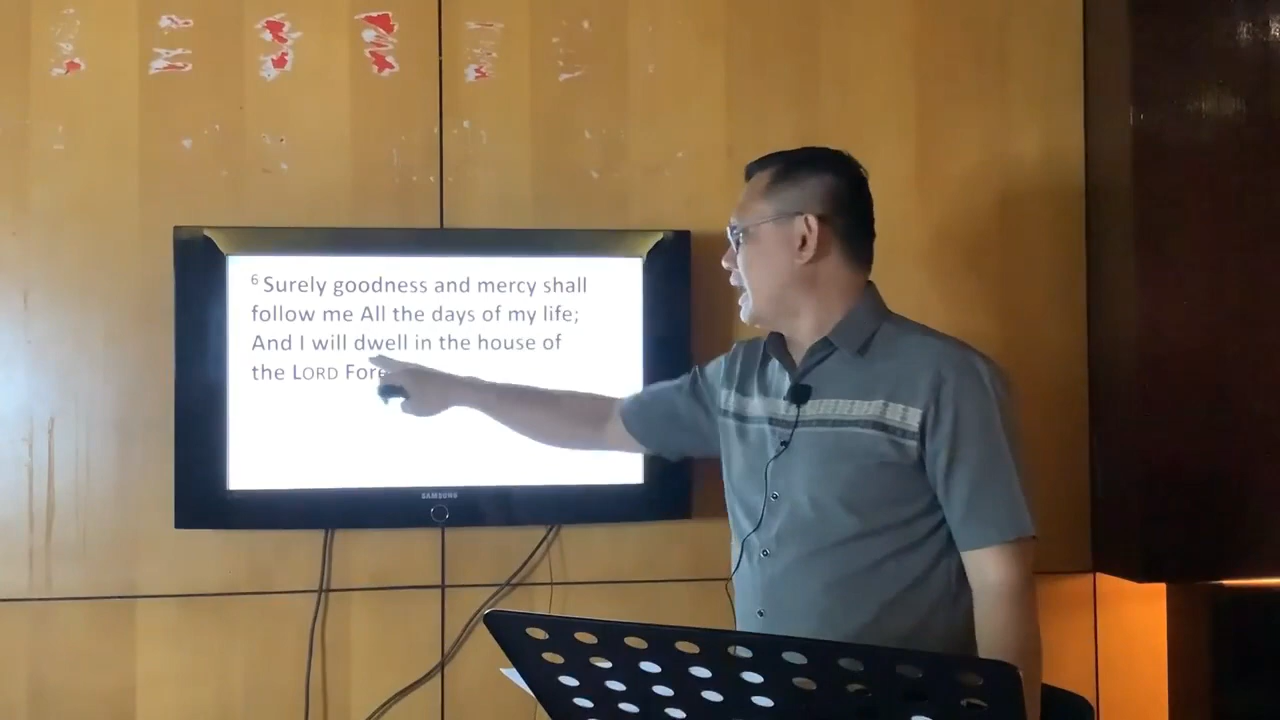 6 Surely goodness and mercy shall
follow me All the days of my life;
And I will dwell in the house of
the LORD Fore
SAMSUNG